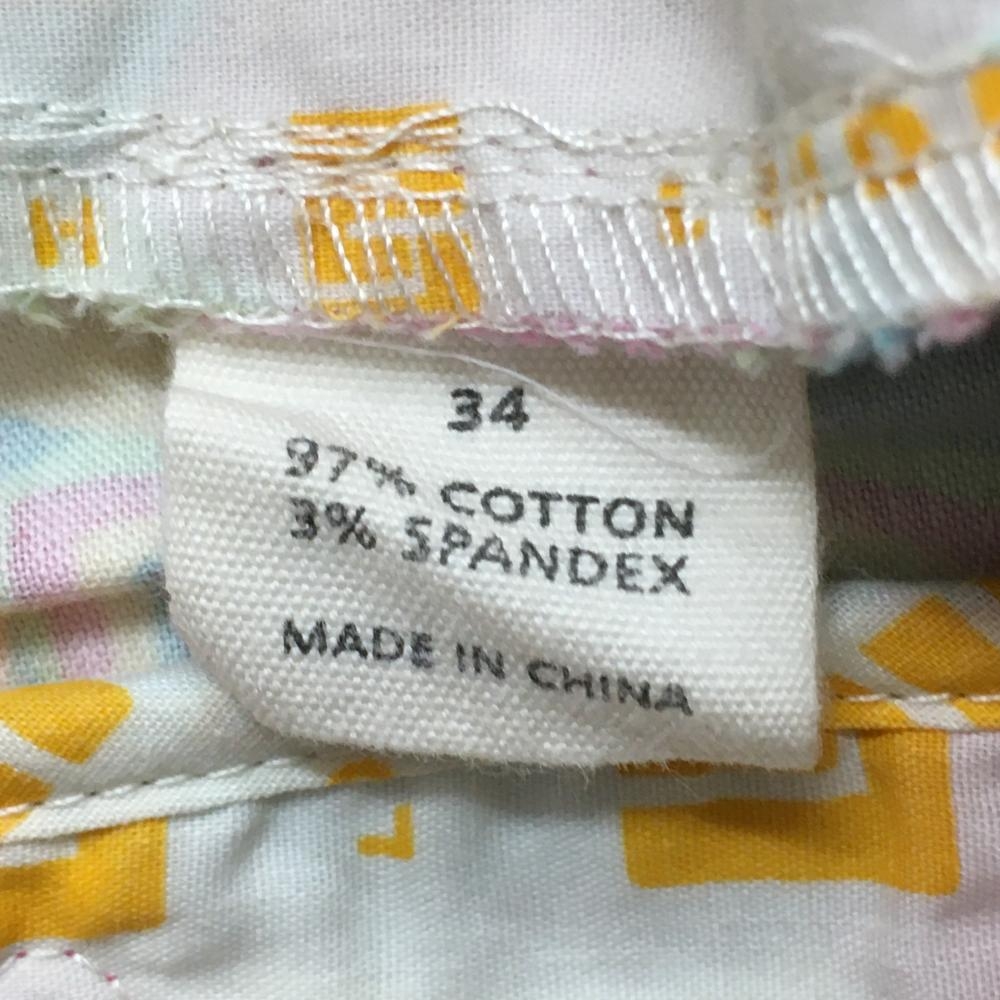 34
97% COTTON
3% SPANDEX
MADE IN CHINA